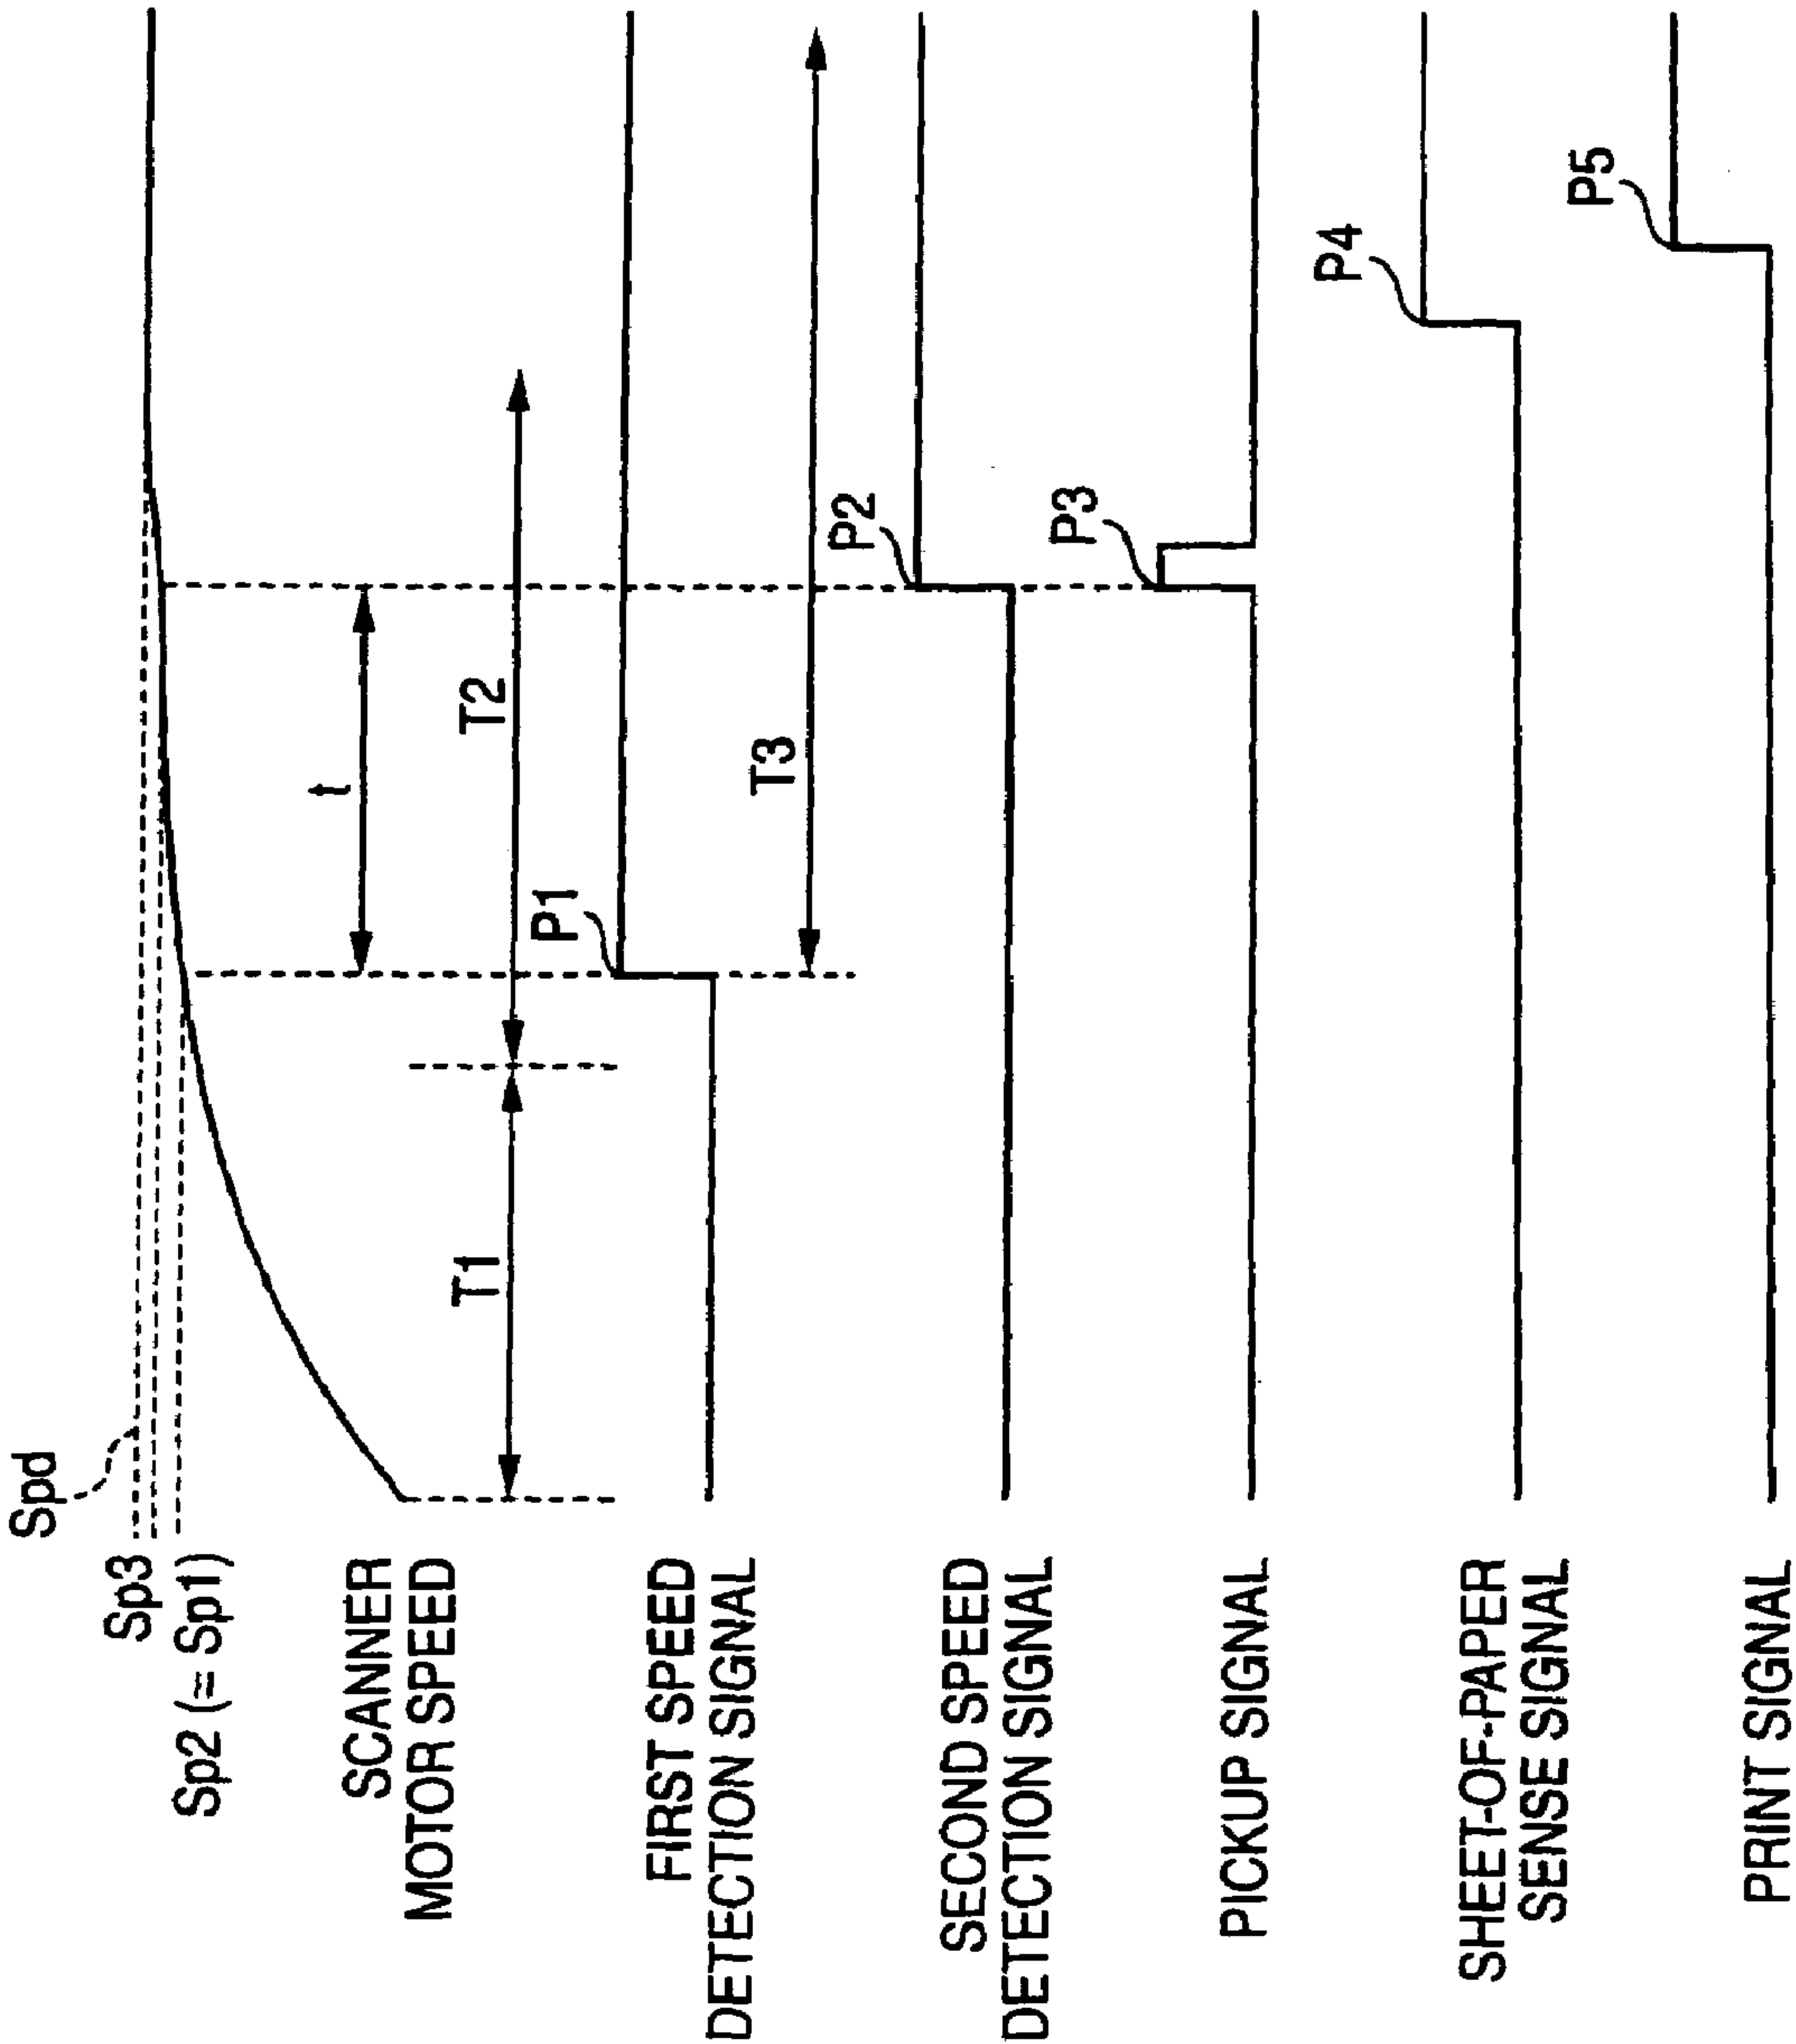 Spd
Sp3
Sp2 (= Sp1)
SCANNER
MOTOR SPEED
t
T1
T2
FIRST SPEED
DETECTION SIGNAL
P1
T3
SECOND SPEED
DETECTION SIGNAL
P2
PICKUP SIGNAL
P3
SHEET-OF-PAPER
SENSE SIGNAL
P4
PRINT SIGNAL
P5